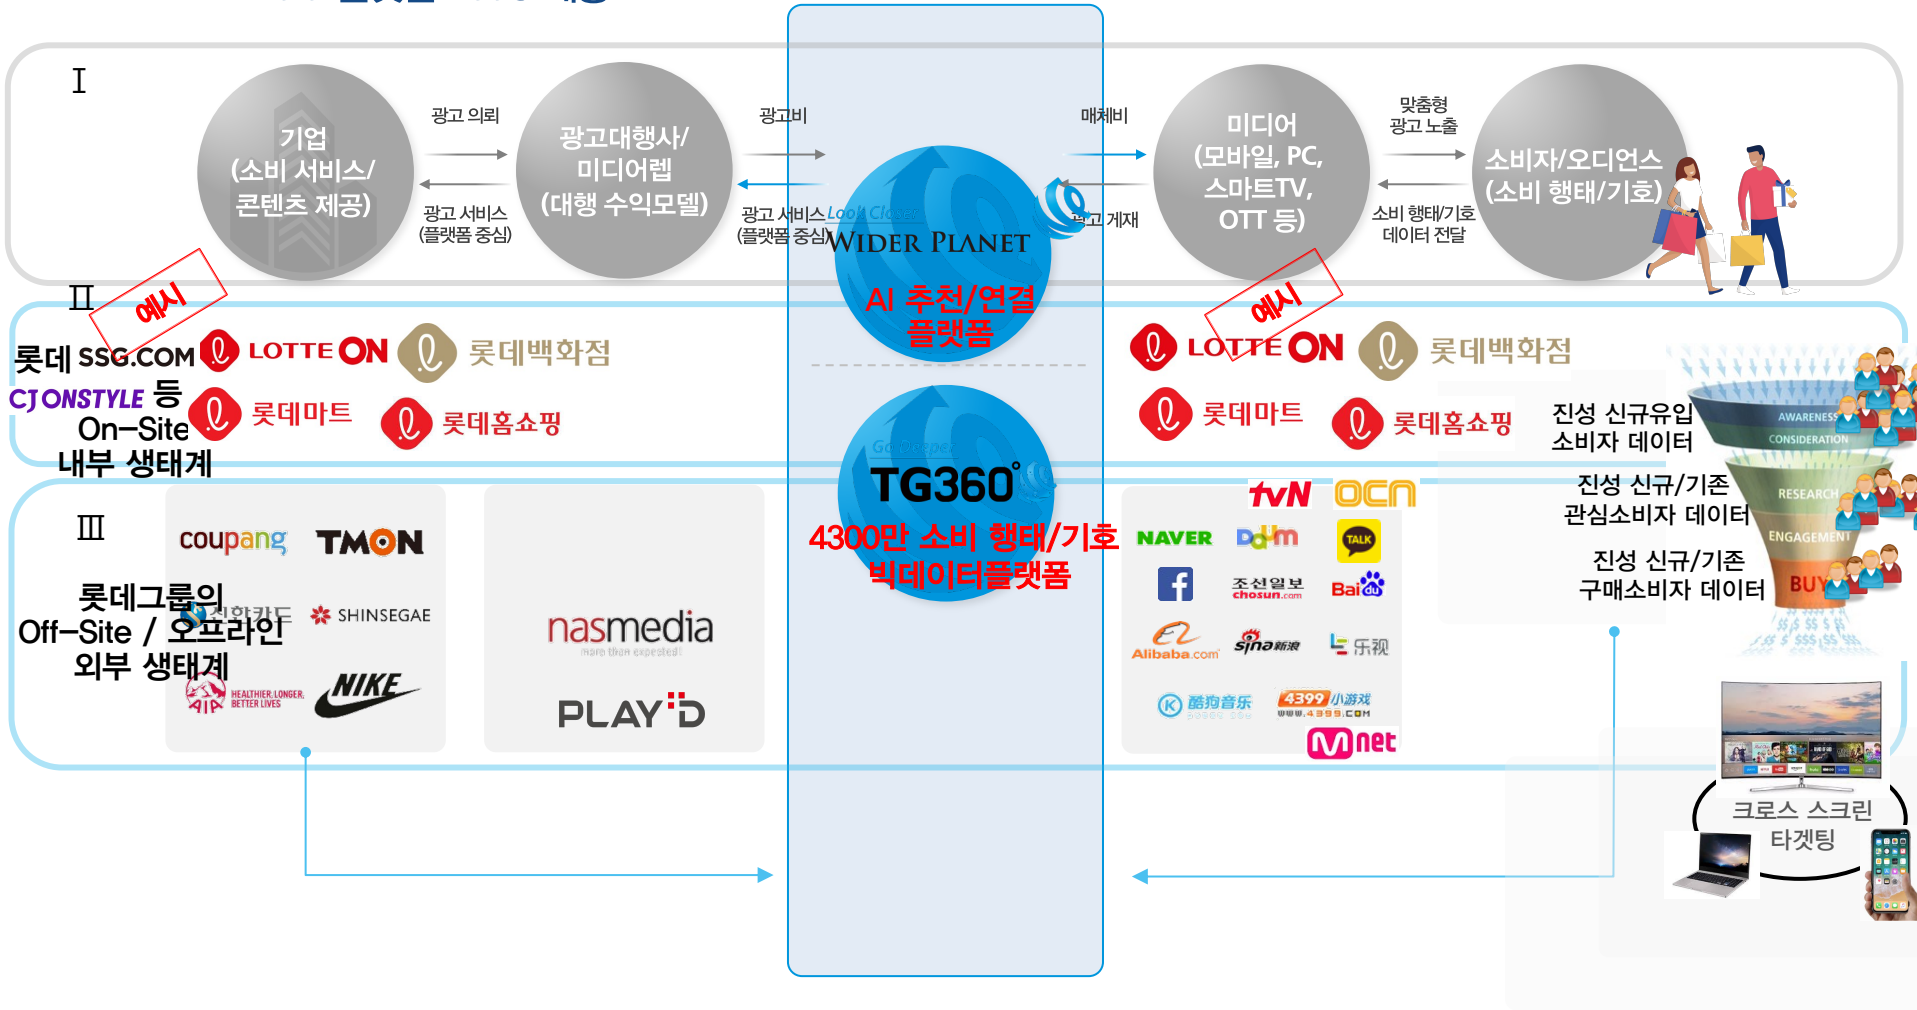 I
기업
(소비 서비스/
콘텐츠 제공)
광고 의뢰
광고 서비스
(플랫폼 중심)
광고대행사/
미디어렙
(대행 수익모델)
광고비
광고 서비스
(플랫폼 중심)
Look Closer
WIDER PLANET
AI 추천/연결
플랫폼
매체비
광고 게재
미디어
(모바일, PC,
스마트TV,
OTT 등)
맞춤형
광고 노출
소비 행태/기호
데이터 전달
소비자/오디언스
(소비 행태/기호)
II
예시
롯데 SSG.COM
CJ ONSTYLE 등
On-Site
내부 생태계
LOTTE ON
롯데백화점
롯데마트
롯데홈쇼핑
Go Deeper
TG360°
4300만 소비 행태/기호
빅데이터플랫폼
예시
LOTTE ON
롯데백화점
롯데마트
롯데홈쇼핑
진성 신규유입
소비자 데이터
진성 신규/기존
관심소비자 데이터
진성 신규/기존
구매소비자 데이터
AWARENESS
CONSIDERATION
RESEARCH
ENGAGEMENT
BUY
III
롯데그룹의
Off-Site / 오프라인
외부 생태계
coupang
TMON
신한카드
SHINSEGAE
AIA
HEALTHIER, LONGER,
BETTER LIVES
NIKE
nasmedia
more than expected!
PLAY D
tvN
OCN
NAVER
Daum
TALK
조선일보
chosun.com
Bai du
Alibaba.com
sina新浪
乐视
酷狗音乐
4399小游戏
www.4399.com
Mnet
크로스 스크린
타겟팅